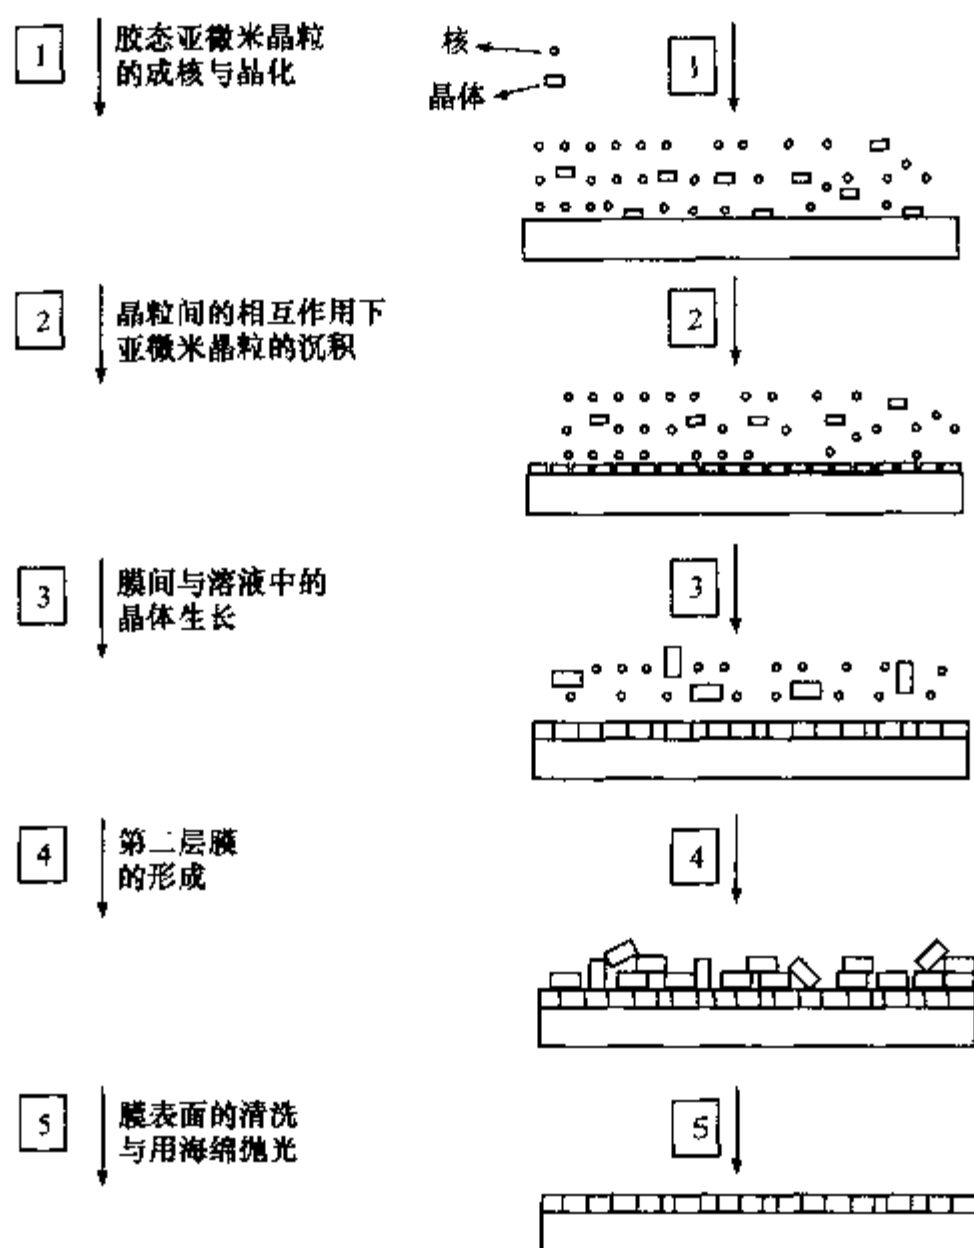 1
胶态亚微米晶粒
的成核与晶化
核
晶体
1
2
晶粒间的相互作用下
亚微米晶粒的沉积
2
3
膜间与溶液中的
晶体生长
3
4
第二层膜
的形成
4
5
膜表面的清洗
与用海绵抛光
5